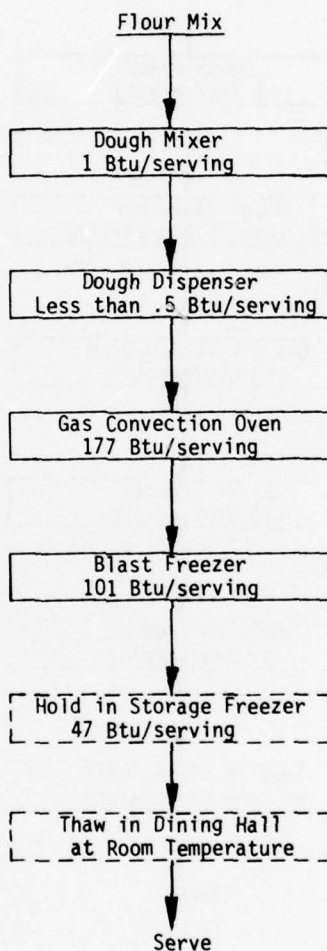 Flour Mix
Dough Mixer
1 Btu/serving
Dough Dispenser
Less than .5 Btu/serving
Gas Convection Oven
177 Btu/serving
Blast Freezer
101 Btu/serving
Hold in Storage Freezer
47 Btu/serving
Thaw in Dining Hall
at Room Temperature
Serve